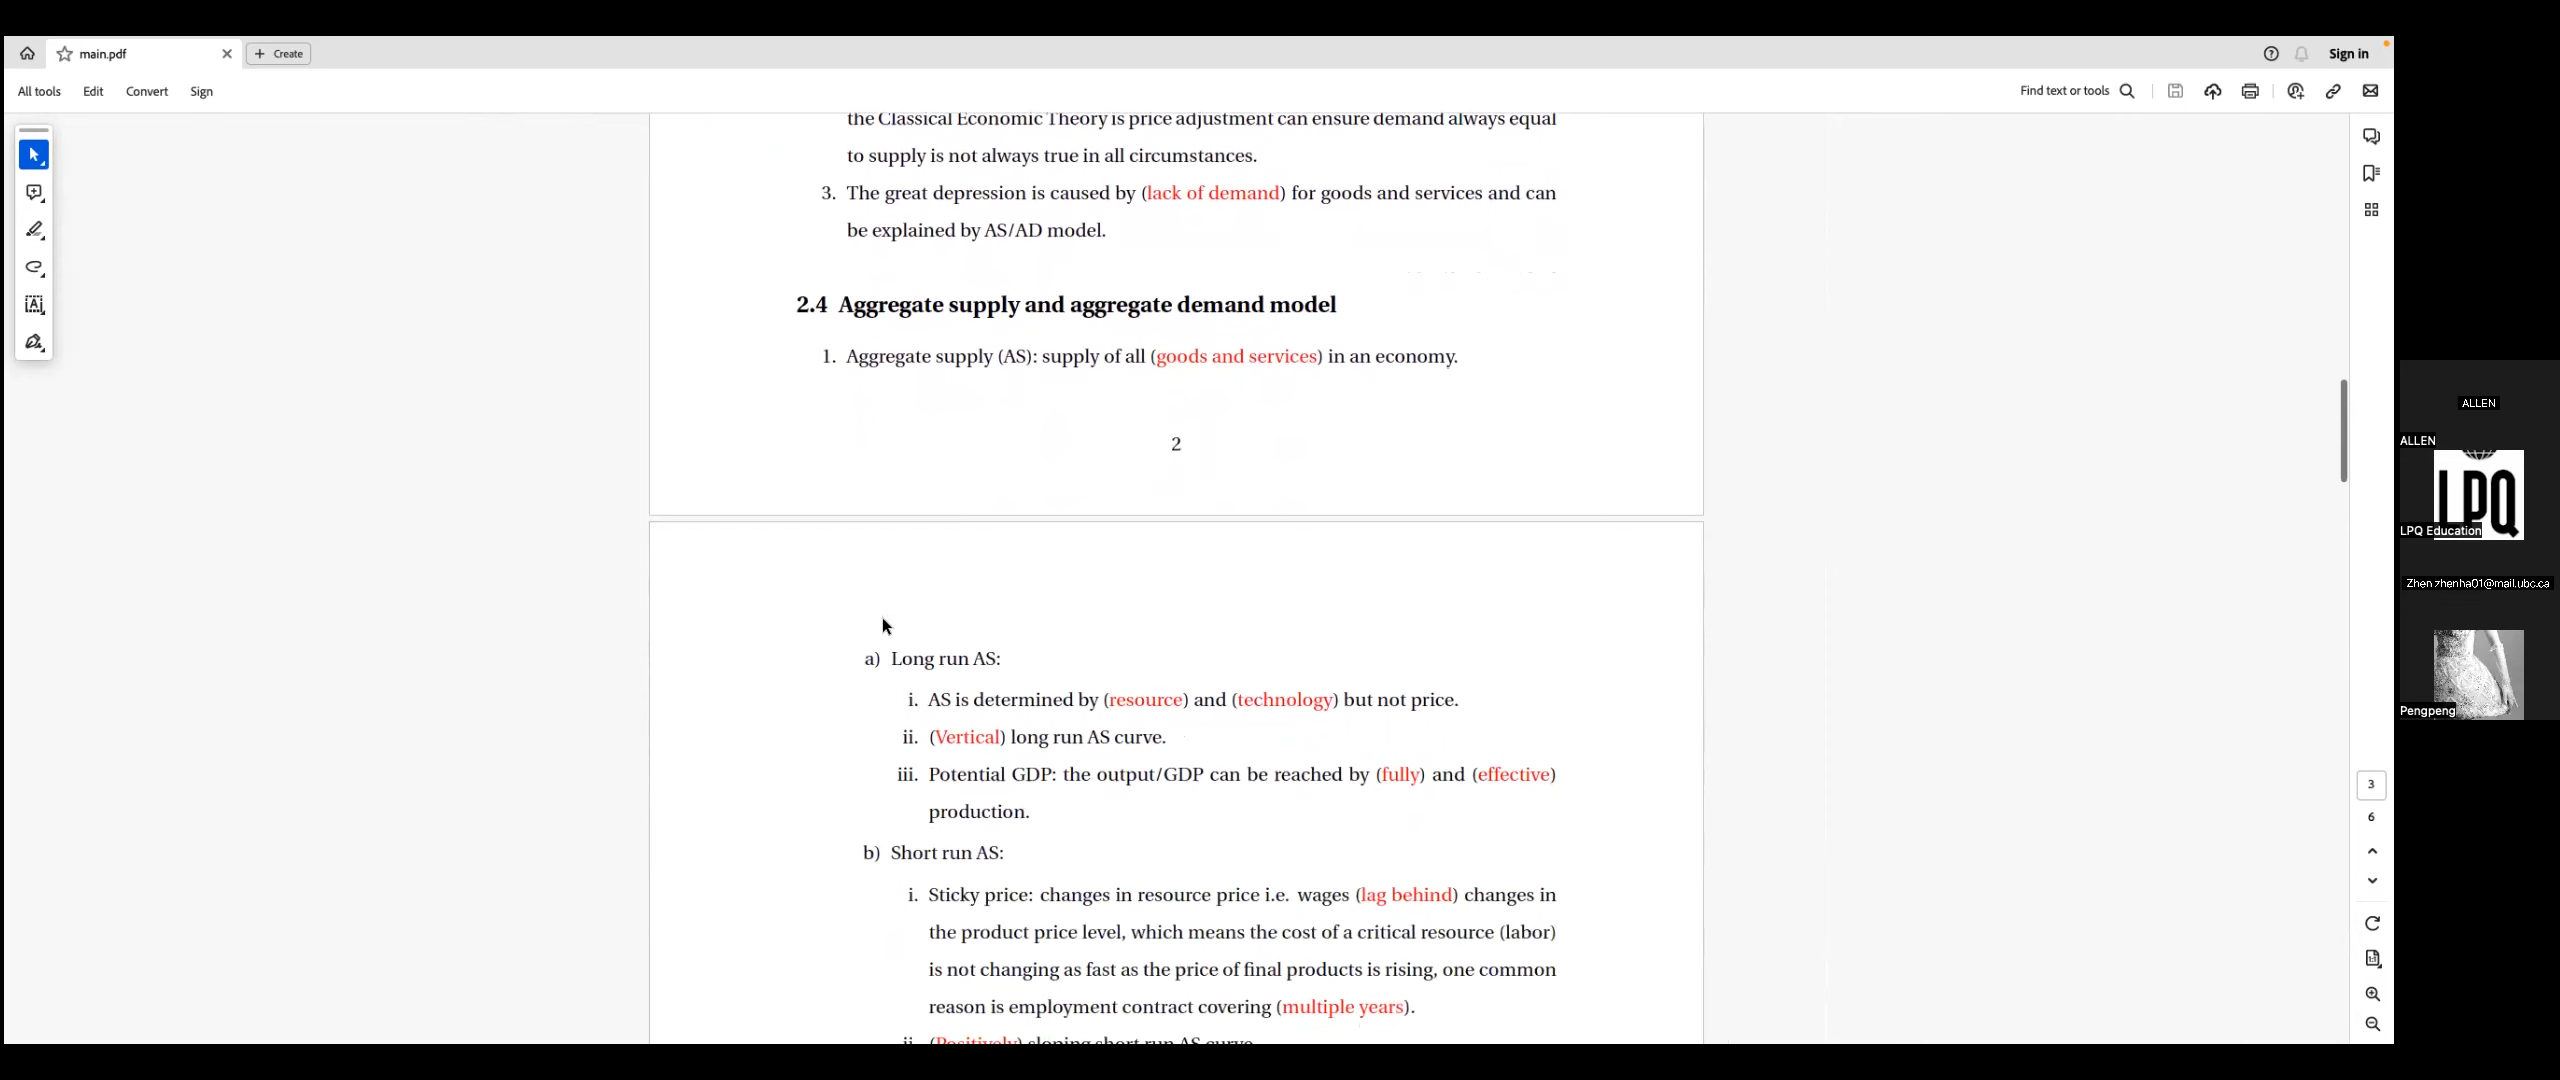 main.pdf
Create
Sign in
All tools Edit Convert Sign
Find text or tools
the Classical Economic Theory is price adjustment can ensure demand always equal
to supply is not always true in all circumstances.
3. The great depression is caused by (lack of demand) for goods and services and can
be explained by AS/AD model.
2.4 Aggregate supply and aggregate demand model
1. Aggregate supply (AS): supply of all (goods and services) in an economy.
2
a) Long run AS:
i. AS is determined by (resource) and (technology) but not price.
ii. (Vertical) long run AS curve.
iii. Potential GDP: the output/GDP can be reached by (fully) and (effective)
production.
b) Short run AS:
i. Sticky price: changes in resource price i.e. wages (lag behind) changes in
the product price level, which means the cost of a critical resource (labor)
is not changing as fast as the price of final products is rising, one common
reason is employment contract covering (multiple years).
ii. (Positively) sloping short run AS curve.
3
6
ALLEN
ALLEN
LPQ
LPQ Education
Zhen zhenha01@mail.ubc.ca
Pengpeng